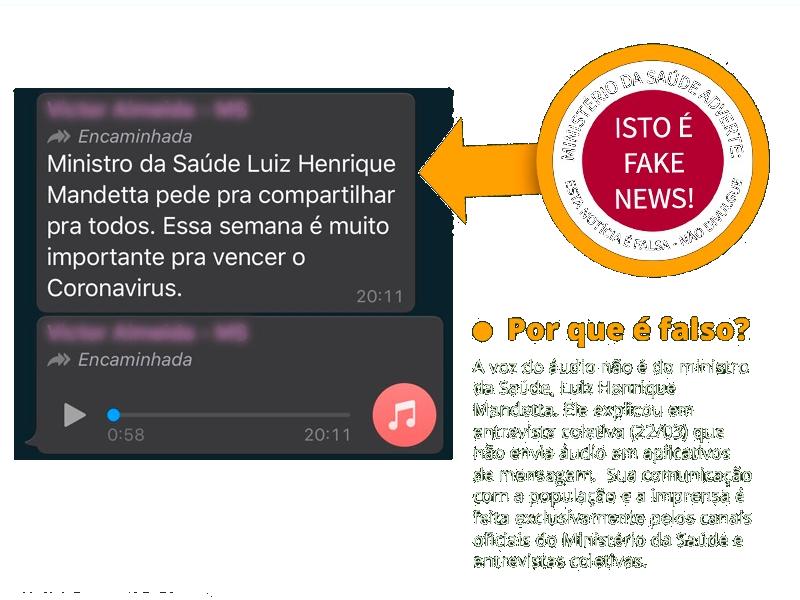 Encaminhada
Ministro da Saúde Luiz Henrique
Mandetta pede pra compartilhar
pra todos. Essa semana é muito
importante pra vencer o
Coronavirus.
20:11
Encaminhada
0:58
20:11
MINISTÉRIO DA SAÚDE ADVERTE:
ISTO É
FAKE
NEWS!
ESTA NOTÍCIA É FALSA - NÃO DIVULGUE
Por que é falso?
A voz do áudio não é do ministro
da Saúde, Luiz Henrique
Mandetta. Ele explicou em
entrevista coletiva (22/03) que
não envia áudio em aplicativos
de mensagem. Sua comunicação
com a população e a imprensa é
feita exclusivamente pelos canais
oficiais do Ministério da Saúde e
entrevistas coletivas.